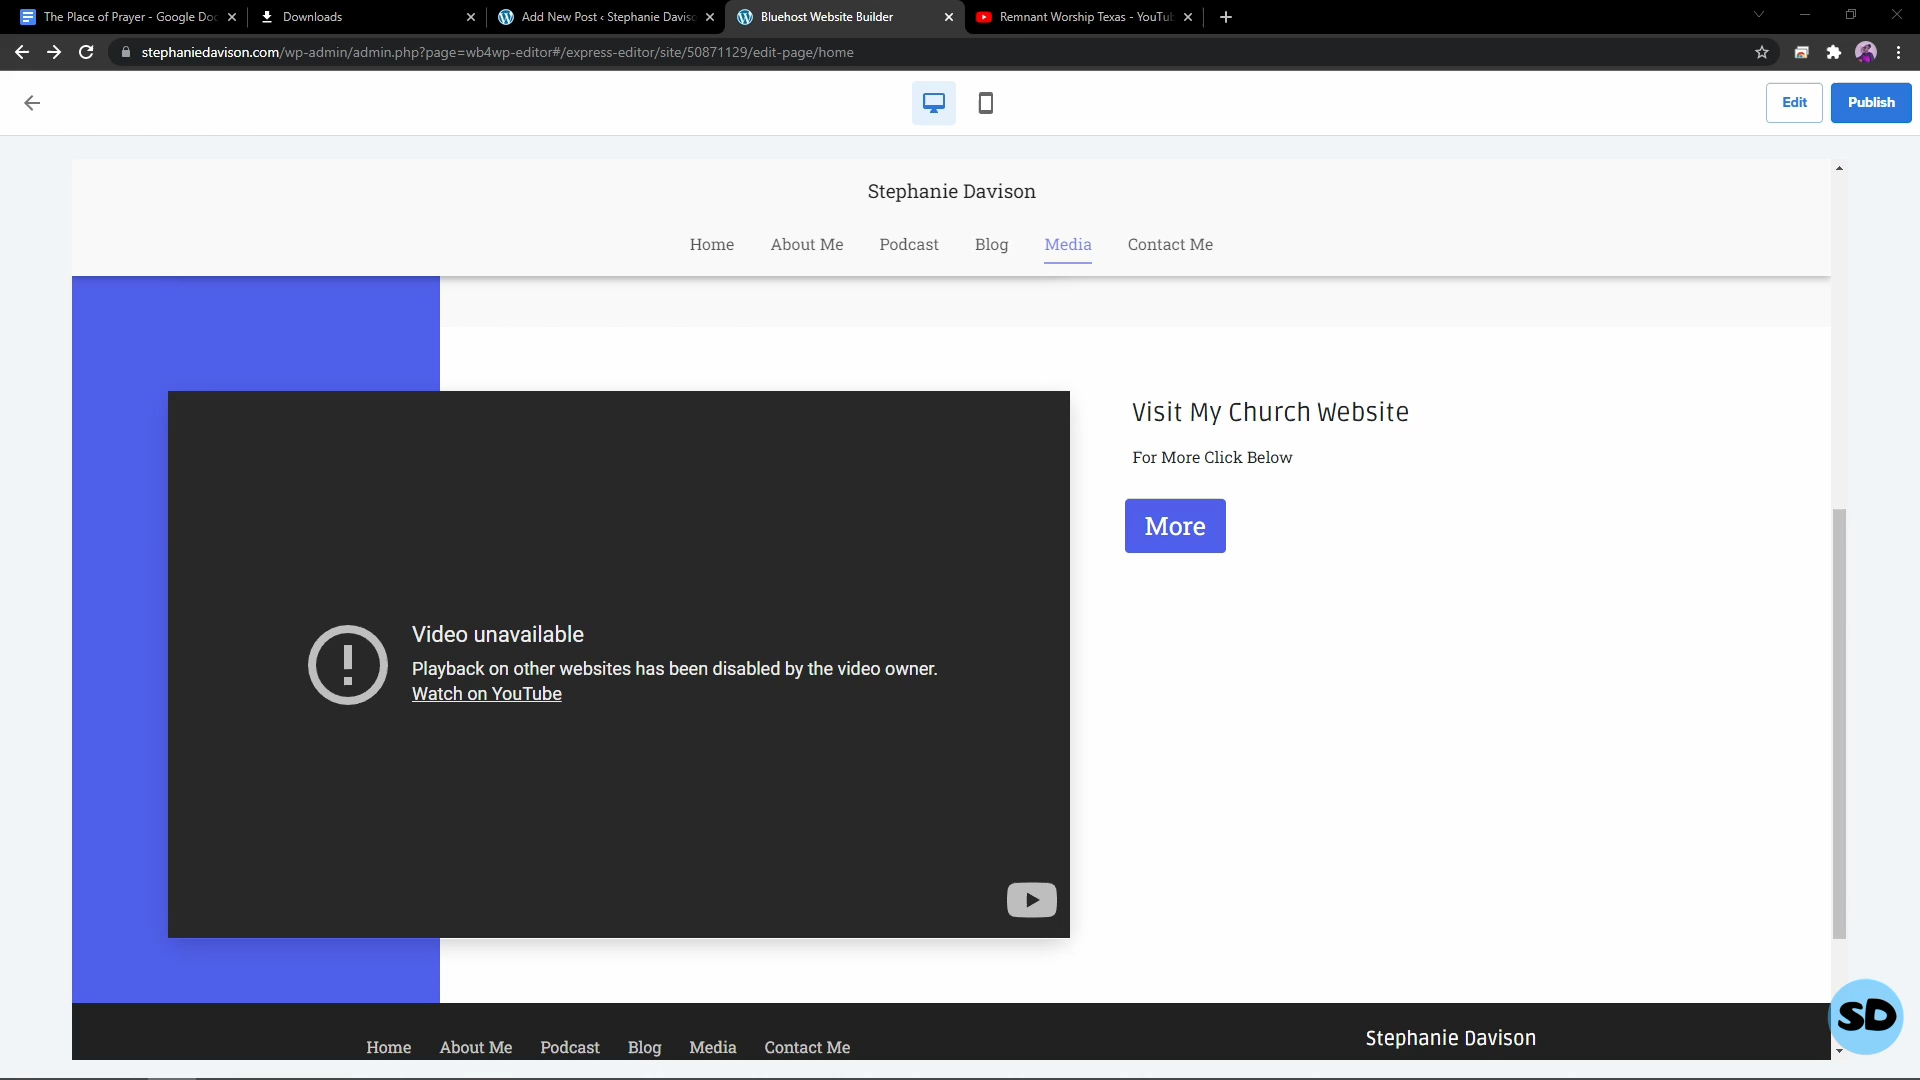 The Place of Prayer - Google Doc
Downloads
Add New Post ‹ Stephanie Daviso
Bluehost Website Builder
Remnant Worship Texas - YouTu
stephaniedavison.com/wp-admin/admin.php?page=wb4wp-editor#/express-editor/site/50871129/edit-page/home
Edit
Publish
Stephanie Davison
Home About Me Podcast Blog Media Contact Me
Visit My Church Website
For More Click Below
More
Video unavailable
Playback on other websites has been disabled by the video owner.
Watch on YouTube
SD
Stephanie Davison
Home About Me Podcast Blog Media Contact Me